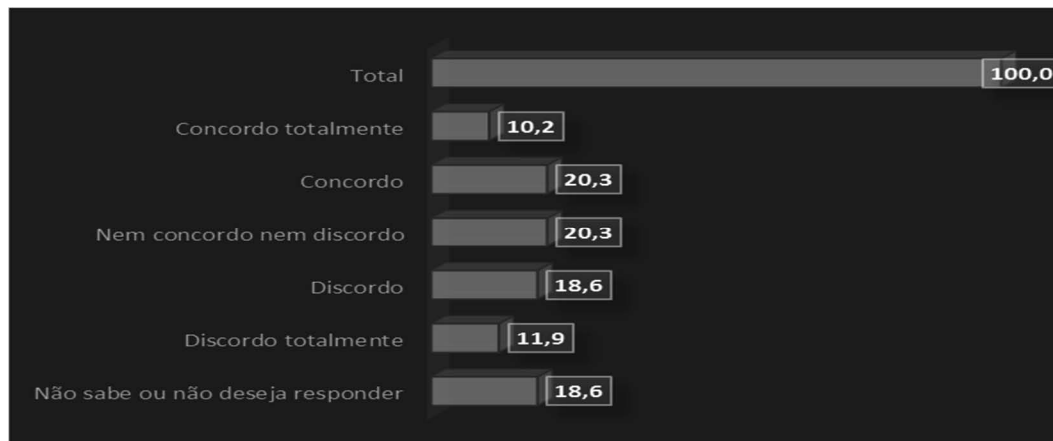 Total 100,0
Concordo totalmente 10,2
Concordo 20,3
Nem concordo nem discordo 20,3
Discordo 18,6
Discordo totalmente 11,9
Não sabe ou não deseja responder 18,6